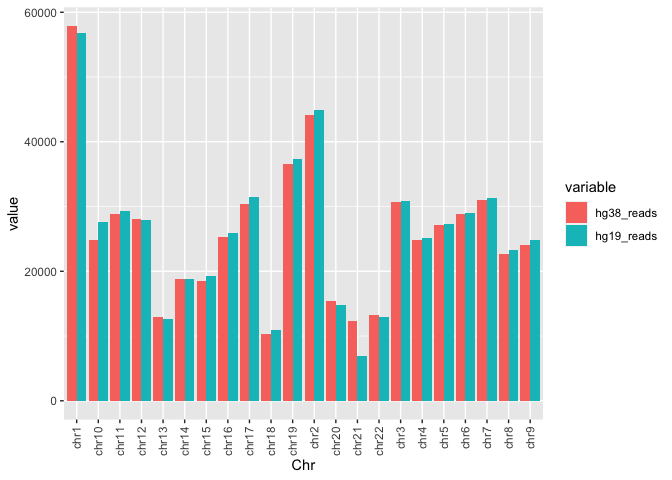 60000
40000
20000
0
value
chr1
chr10
chr11
chr12
chr13
chr14
chr15
chr16
chr17
chr18
chr19
chr2
chr20
chr21
chr22
chr3
chr4
chr5
chr6
chr7
chr8
chr9
Chr
variable
hg38_reads
hg19_reads